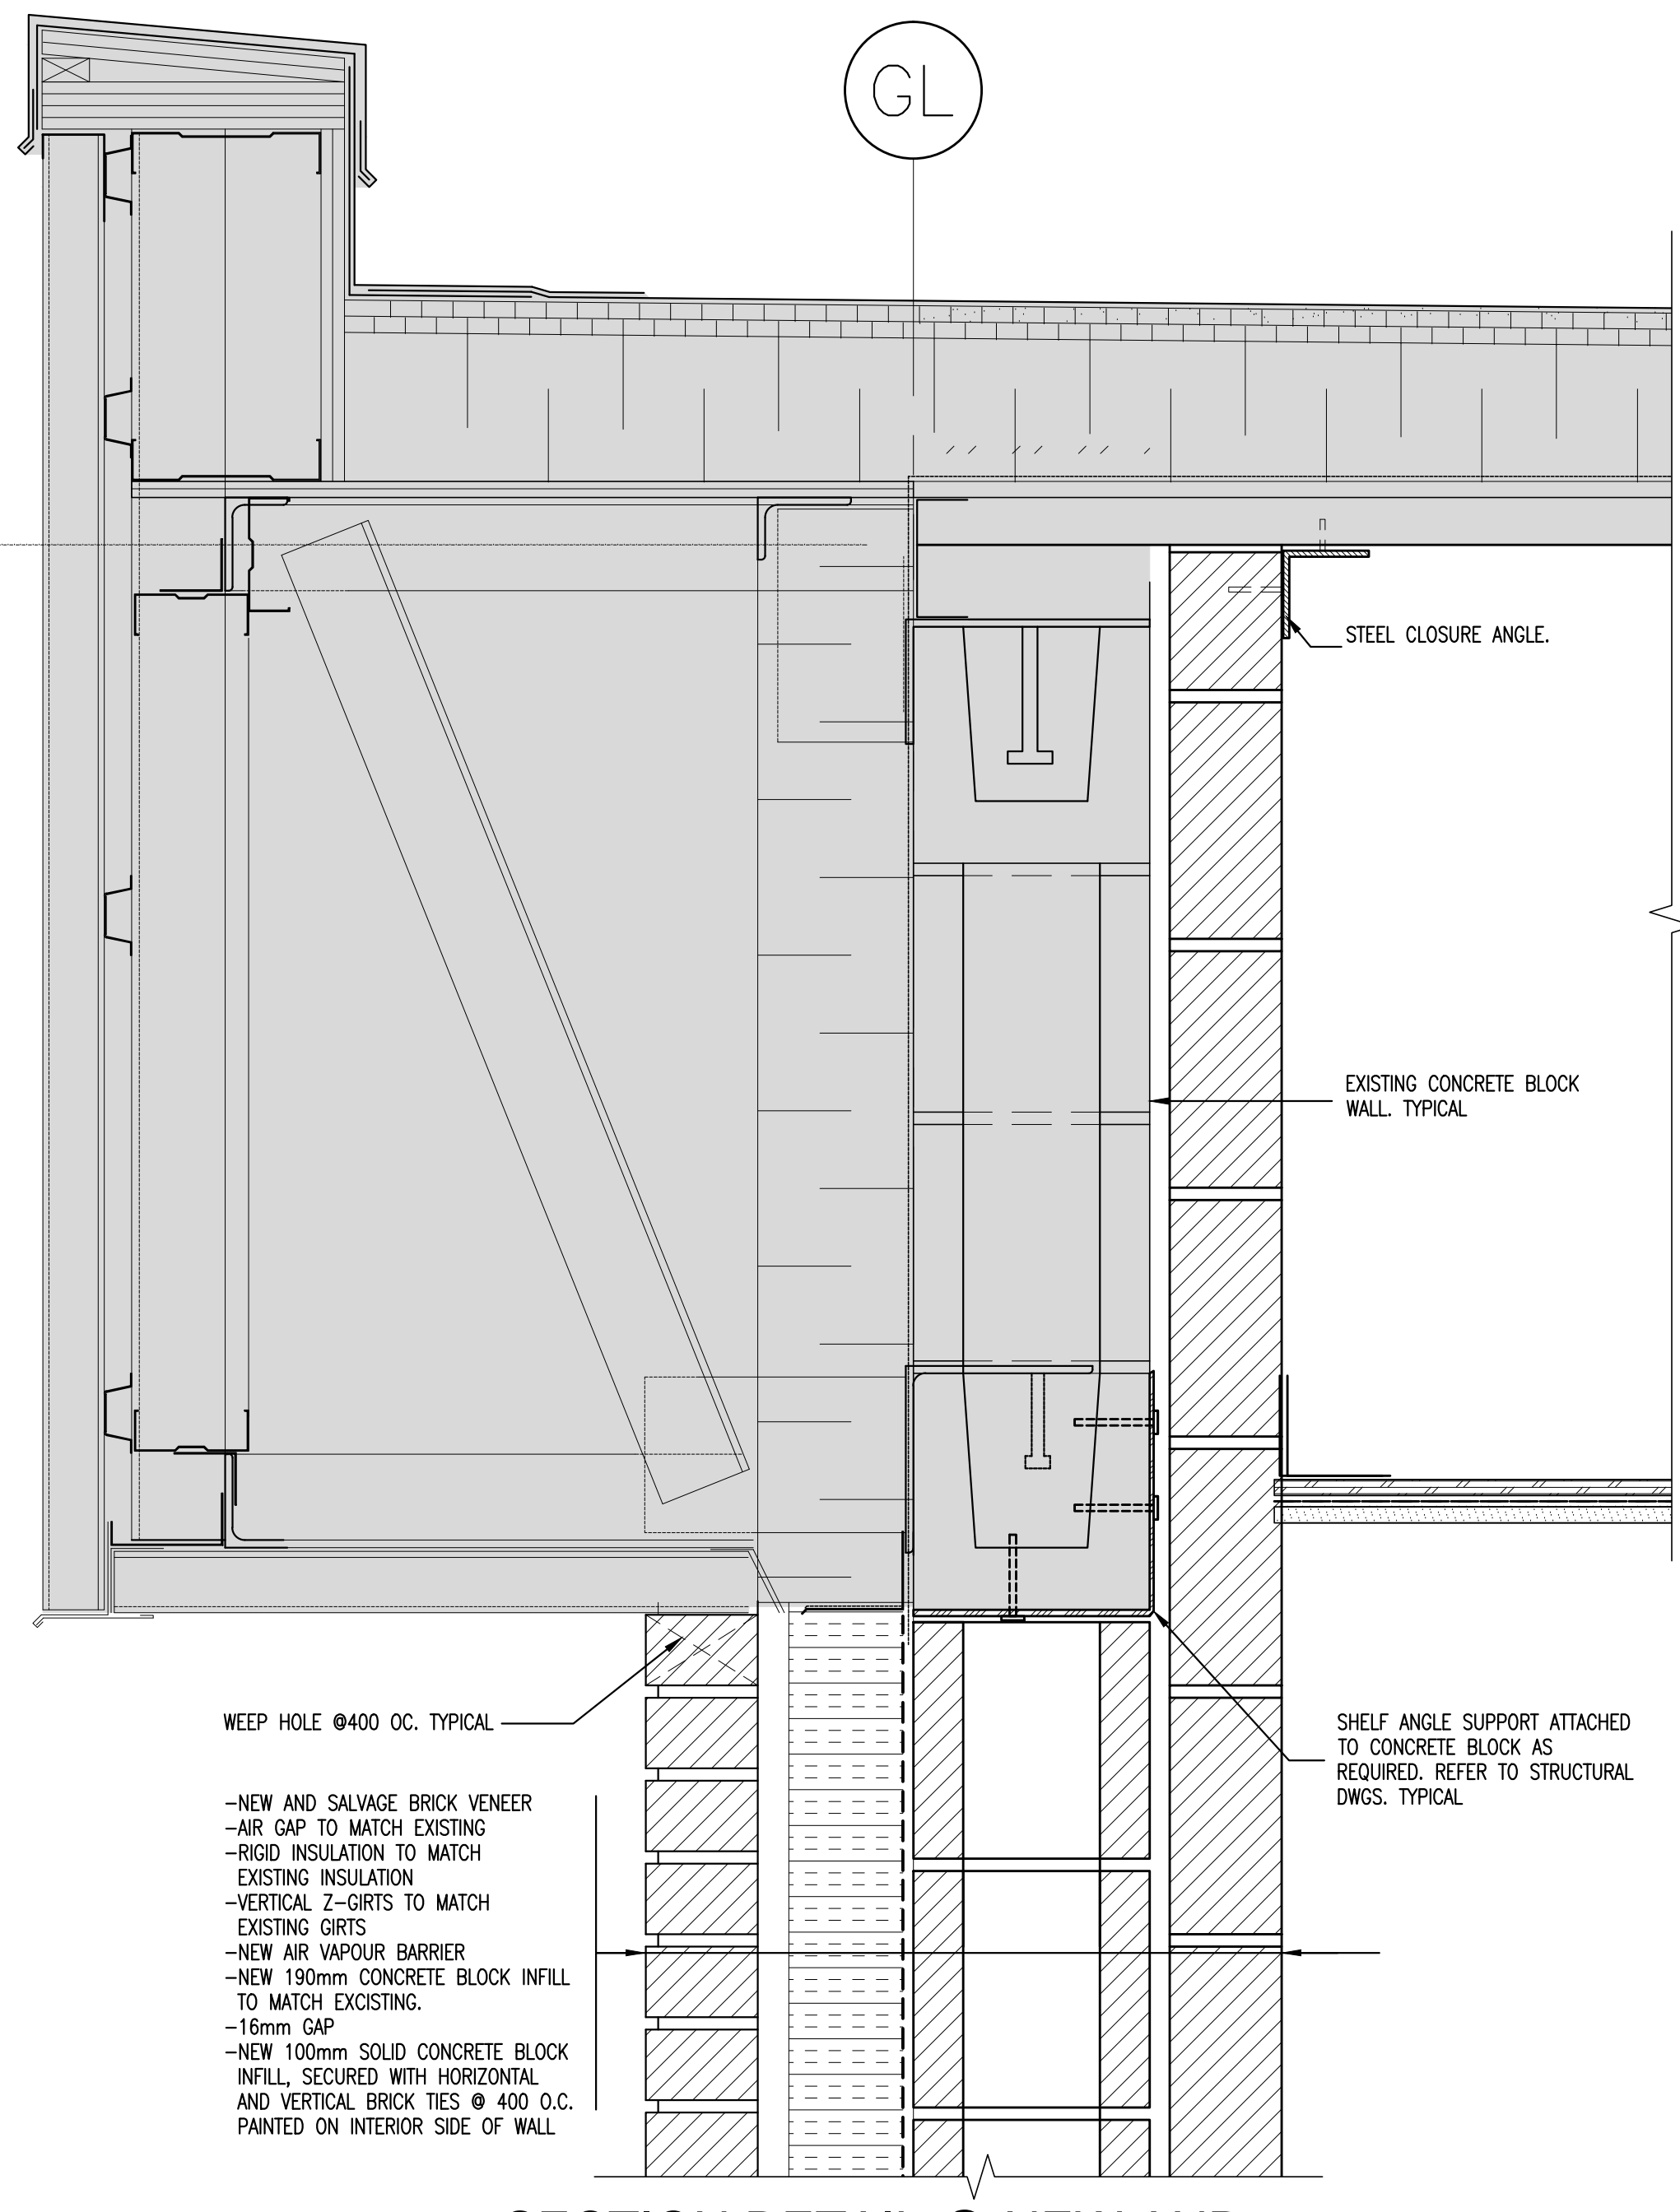 GL
STEEL CLOSURE ANGLE.
EXISTING CONCRETE BLOCK
WALL. TYPICAL
WEEP HOLE @400 OC. TYPICAL
SHELF ANGLE SUPPORT ATTACHED
TO CONCRETE BLOCK AS
REQUIRED. REFER TO STRUCTURAL
DWGS. TYPICAL
-NEW AND SALVAGE BRICK VENEER
-AIR GAP TO MATCH EXISTING
-RIGID INSULATION TO MATCH
EXISTING INSULATION
-VERTICAL Z-GIRTS TO MATCH
EXISTING GIRTS
-NEW AIR VAPOUR BARRIER
-NEW 190mm CONCRETE BLOCK INFILL
TO MATCH EXCISTING.
-16mm GAP
-NEW 100mm SOLID CONCRETE BLOCK
INFILL, SECURED WITH HORIZONTAL
AND VERTICAL BRICK TIES @ 400 O.C.
PAINTED ON INTERIOR SIDE OF WALL